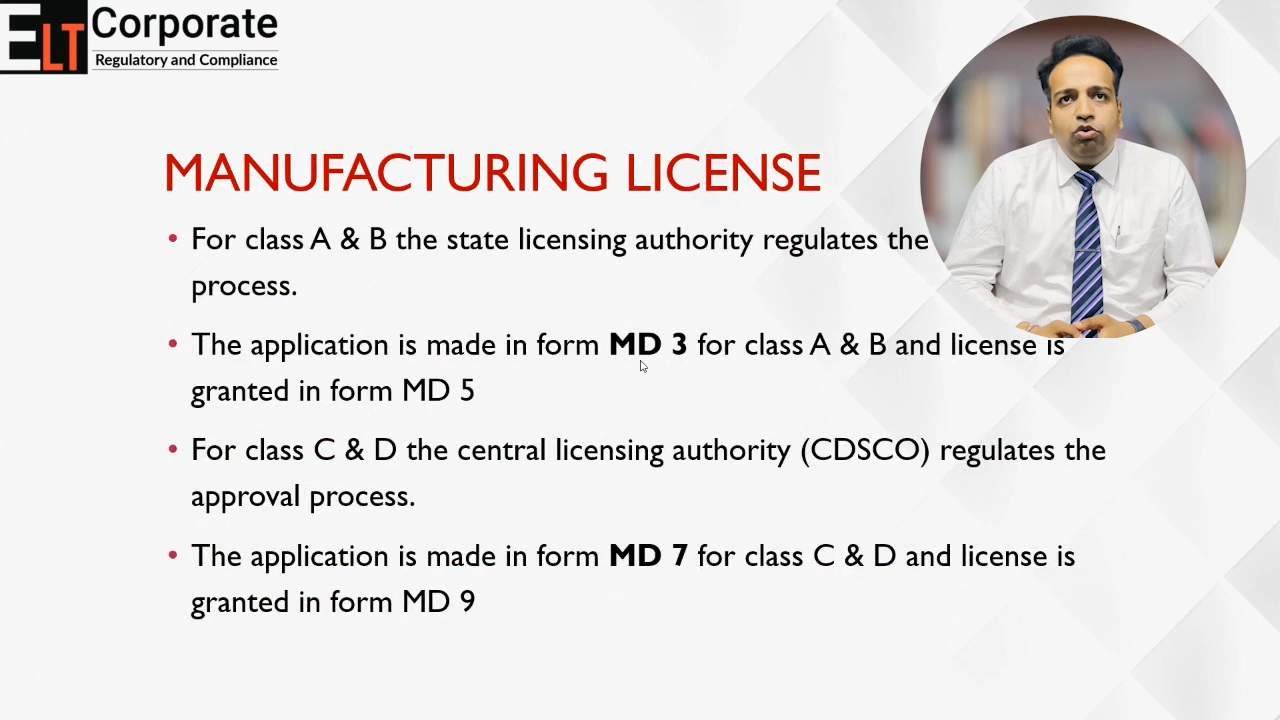 ELT Corporate
Regulatory and Compliance
MANUFACTURING LICENSE
• For class A & B the state licensing authority regulates the
process.
• The application is made in form MD 3 for class A & B and license is
granted in form MD 5
• For class C & D the central licensing authority (CDSCO) regulates the
approval process.
• The application is made in form MD 7 for class C & D and license is
granted in form MD 9